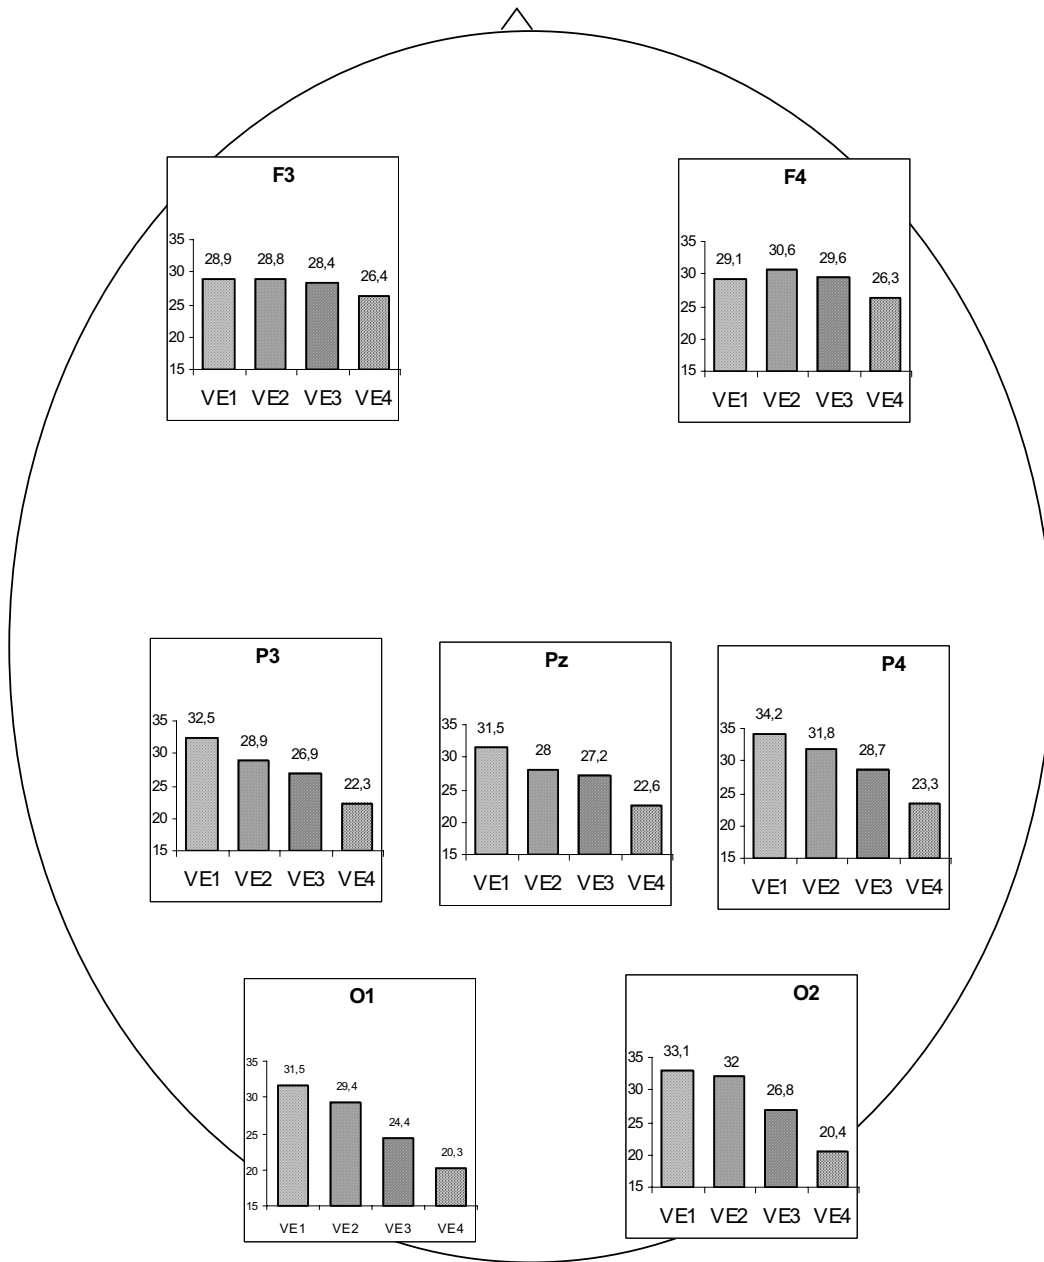 F3
35
30
25
20
15
28,9 28,8 28,4 26,4
VE1 VE2 VE3 VE4
F4
35
30
25
20
15
29,1 30,6 29,6 26,3
VE1 VE2 VE3 VE4
P3
35
30
25
20
15
32,5 28,9 26,9 22,3
VE1 VE2 VE3 VE4
Pz
35
30
25
20
15
31,5 28 27,2 22,6
VE1 VE2 VE3 VE4
P4
35
30
25
20
15
34,2 31,8 28,7 23,3
VE1 VE2 VE3 VE4
O1
35
30
25
20
15
31,5 29,4 24,4 20,3
VE1 VE2 VE3 VE4
O2
35
30
25
20
15
33,1 32 26,8 20,4
VE1 VE2 VE3 VE4